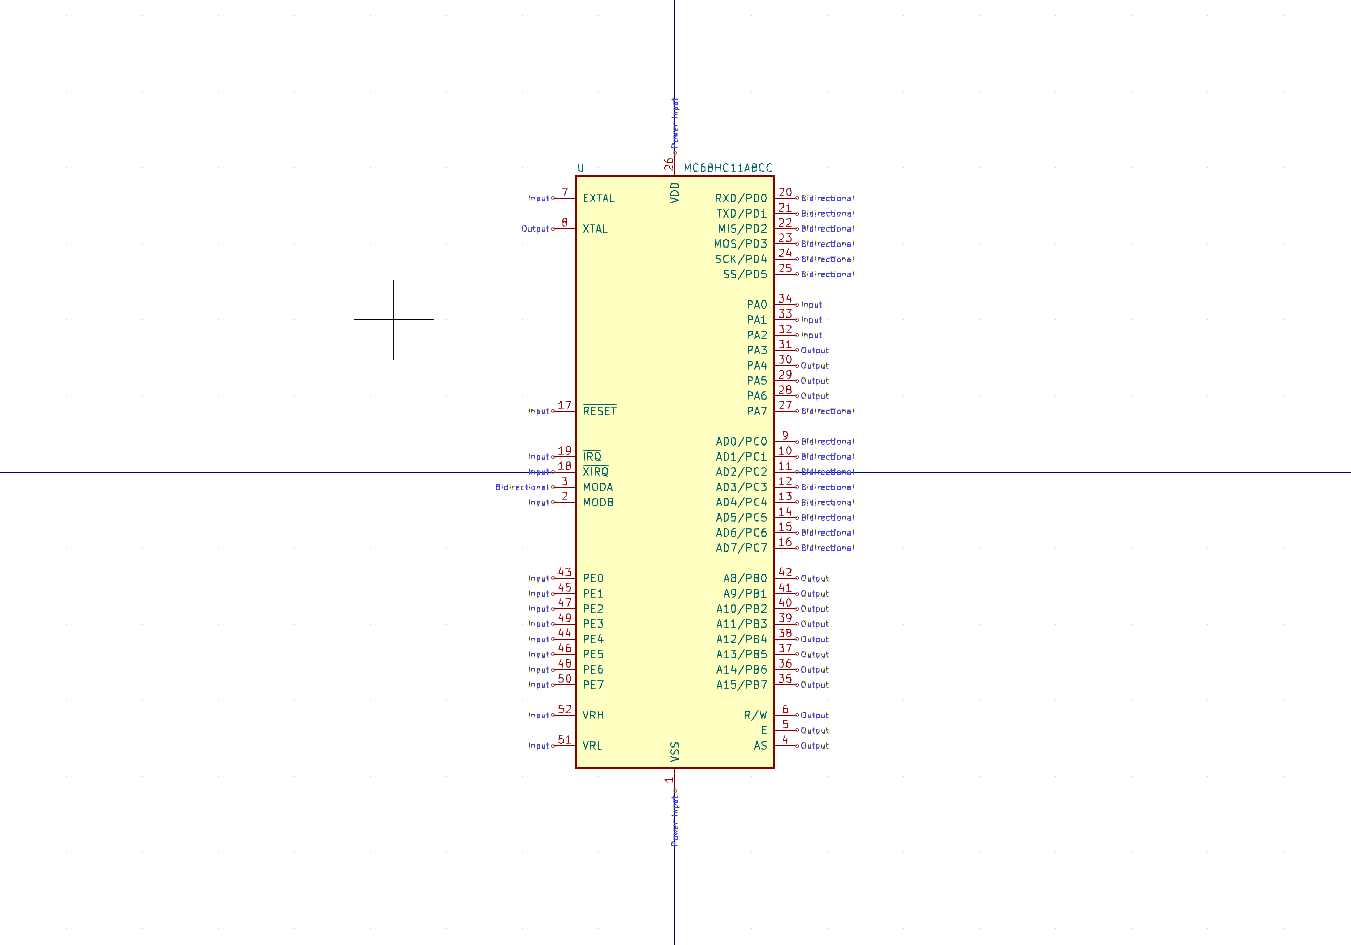 Power Input
26
U MC68HC11A8CC
VDD
Input 7 EXTAL RXD/PD0 20 Bidirectional
TXD/PD1 21 Bidirectional
Output 8 XTAL MIS/PD2 22 Bidirectional
MOS/PD3 23 Bidirectional
SCK/PD4 24 Bidirectional
SS/PD5 25 Bidirectional
PA0 34 Input
PA1 33 Input
PA2 32 Input
PA3 31 Output
PA4 30 Output
PA5 29 Output
PA6 28 Output
Input 17 RESET PA7 27 Bidirectional
AD0/PC0 9 Bidirectional
Input 19 IRQ AD1/PC1 10 Bidirectional
Input 18 XIRQ AD2/PC2 11 Bidirectional
Bidirectional 3 MODA AD3/PC3 12 Bidirectional
Input 2 MODB AD4/PC4 13 Bidirectional
AD5/PC5 14 Bidirectional
AD6/PC6 15 Bidirectional
AD7/PC7 16 Bidirectional
Input 43 PE0 A8/PB0 42 Output
Input 45 PE1 A9/PB1 41 Output
Input 47 PE2 A10/PB2 40 Output
Input 49 PE3 A11/PB3 39 Output
Input 44 PE4 A12/PB4 38 Output
Input 46 PE5 A13/PB5 37 Output
Input 48 PE6 A14/PB6 36 Output
Input 50 PE7 A15/PB7 35 Output
Input 52 VRH R/W 6 Output
E 5 Output
Input 51 VRL AS 4 Output
VSS
1
Power Input